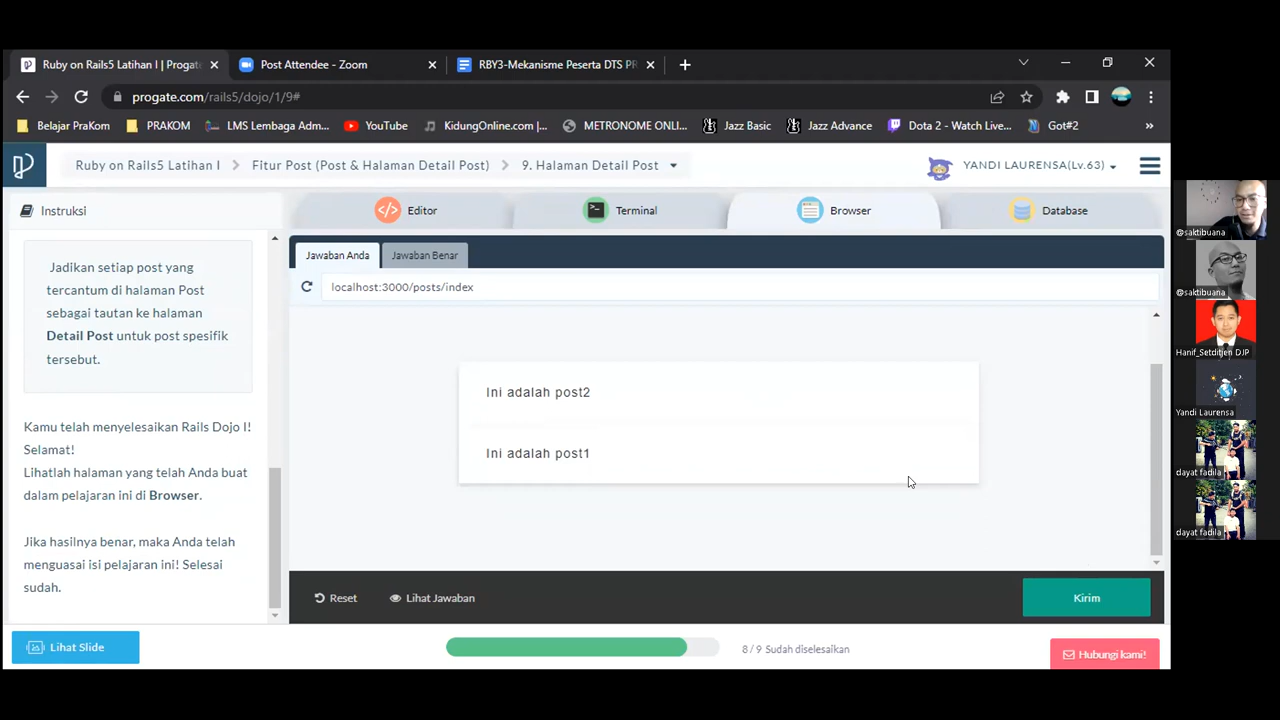 Ruby on Rails5 Latihan I | Progate
Post Attendee - Zoom
RBY3-Mekanisme Peserta DTS PR
progate.com/rails5/dojo/1/9#
Belajar PraKom
PRAKOM
LMS Lembaga Adm...
YouTube
KidungOnline.com |...
METRONOME ONLI...
Jazz Basic
Jazz Advance
Dota 2 - Watch Live...
Got#2
»
Ruby on Rails5 Latihan I
Fitur Post (Post & Halaman Detail Post)
9. Halaman Detail Post
YANDI LAURENSA(Lv.63)
Instruksi
Editor
Terminal
Browser
Database
Jadikan setiap post yang
tercantum di halaman Post
sebagai tautan ke halaman
Detail Post untuk post spesifik
tersebut.
Kamu telah menyelesaikan Rails Dojo I!
Selamat!
Lihatlah halaman yang telah Anda buat
dalam pelajaran ini di Browser.
Jika hasilnya benar, maka Anda telah
menguasai isi pelajaran ini! Selesai
sudah.
Jawaban Anda
Jawaban Benar
localhost:3000/posts/index
Ini adalah post2
Ini adalah post1
Reset
Lihat Jawaban
Kirim
Lihat Slide
8 / 9 Sudah diselesaikan
Hubungi kami!
@saktibuana
@saktibuana
Hanif_Setditjen DJP
Yandi Laurensa
dayat fadila
dayat fadila